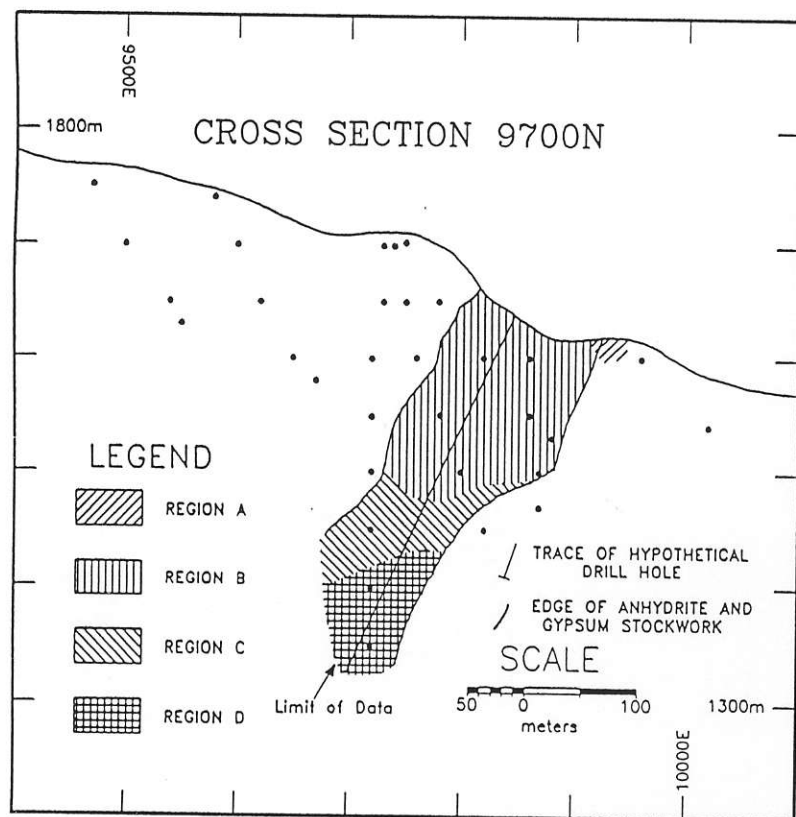 9500E
1800m
CROSS SECTION 9700N
LEGEND
REGION A
REGION B
REGION C
REGION D
TRACE OF HYPOTHETICAL
DRILL HOLE
EDGE OF ANHYDRITE AND
GYPSUM STOCKWORK
SCALE
50 0 100
meters
Limit of Data
1300m
10000E